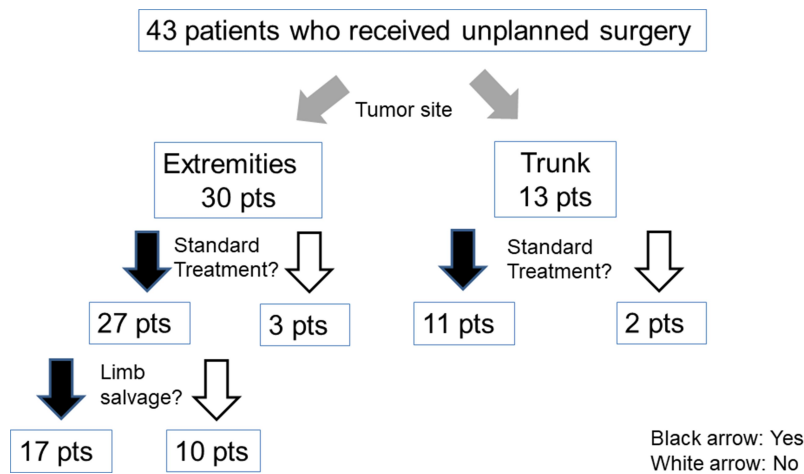 43 patients who received unplanned surgery
Tumor site
Extremities
30 pts
Trunk
13 pts
Standard
Treatment?
Standard
Treatment?
27 pts
3 pts
11 pts
2 pts
Limb
salvage?
17 pts
10 pts
Black arrow: Yes
White arrow: No